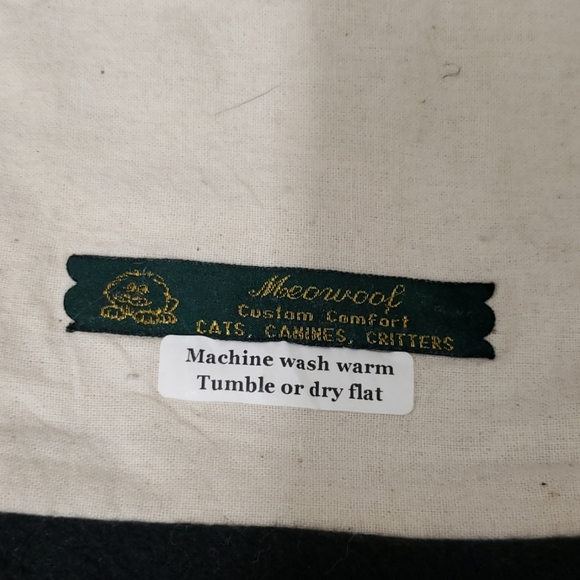 Meowoof
Custom Comfort
CATS, CANINES, CRITTERS
Machine wash warm
Tumble or dry flat